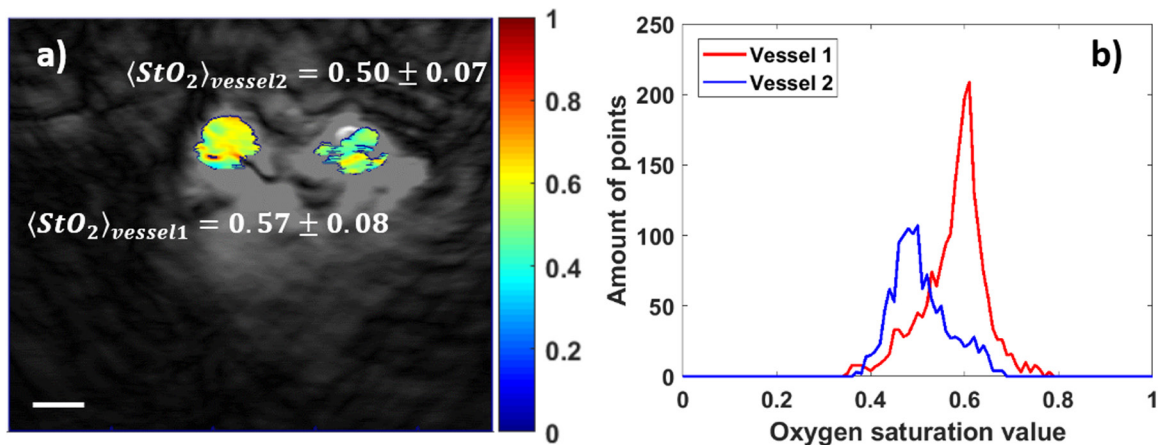 a)
⟨StO₂⟩vessel2 = 0.50 ± 0.07
⟨StO₂⟩vessel1 = 0.57 ± 0.08
1
0.8
0.6
0.4
0.2
0
b)
Vessel 1
Vessel 2
Amount of points
250
200
150
100
50
0
0 0.2 0.4 0.6 0.8 1
Oxygen saturation value